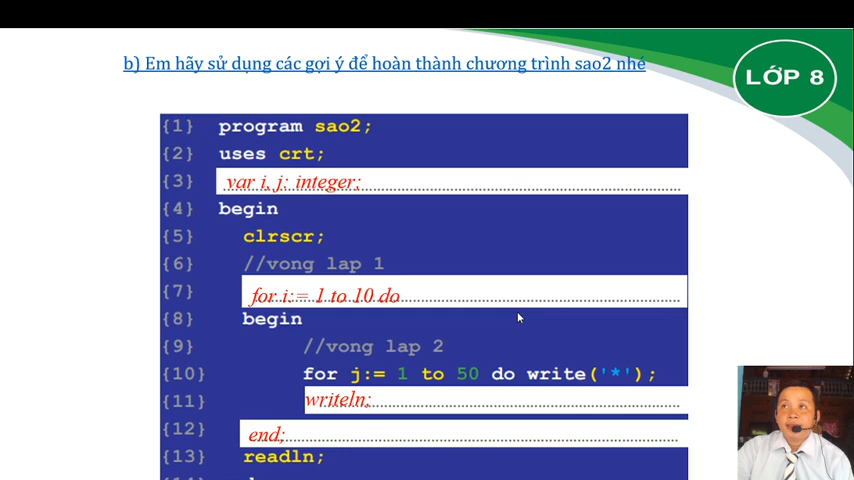 b) Em hãy sử dụng các gợi ý để hoàn thành chương trình sao2 nhé
LỚP 8
{1} program sao2;
{2} uses crt;
{3} var i, j: integer;
{4} begin
{5} clrscr;
{6} //vong lap 1
{7} for i:= 1 to 10 do
{8} begin
{9} //vong lap 2
{10} for j:= 1 to 50 do write('*');
{11} writeln;
{12} end;
{13} readln;